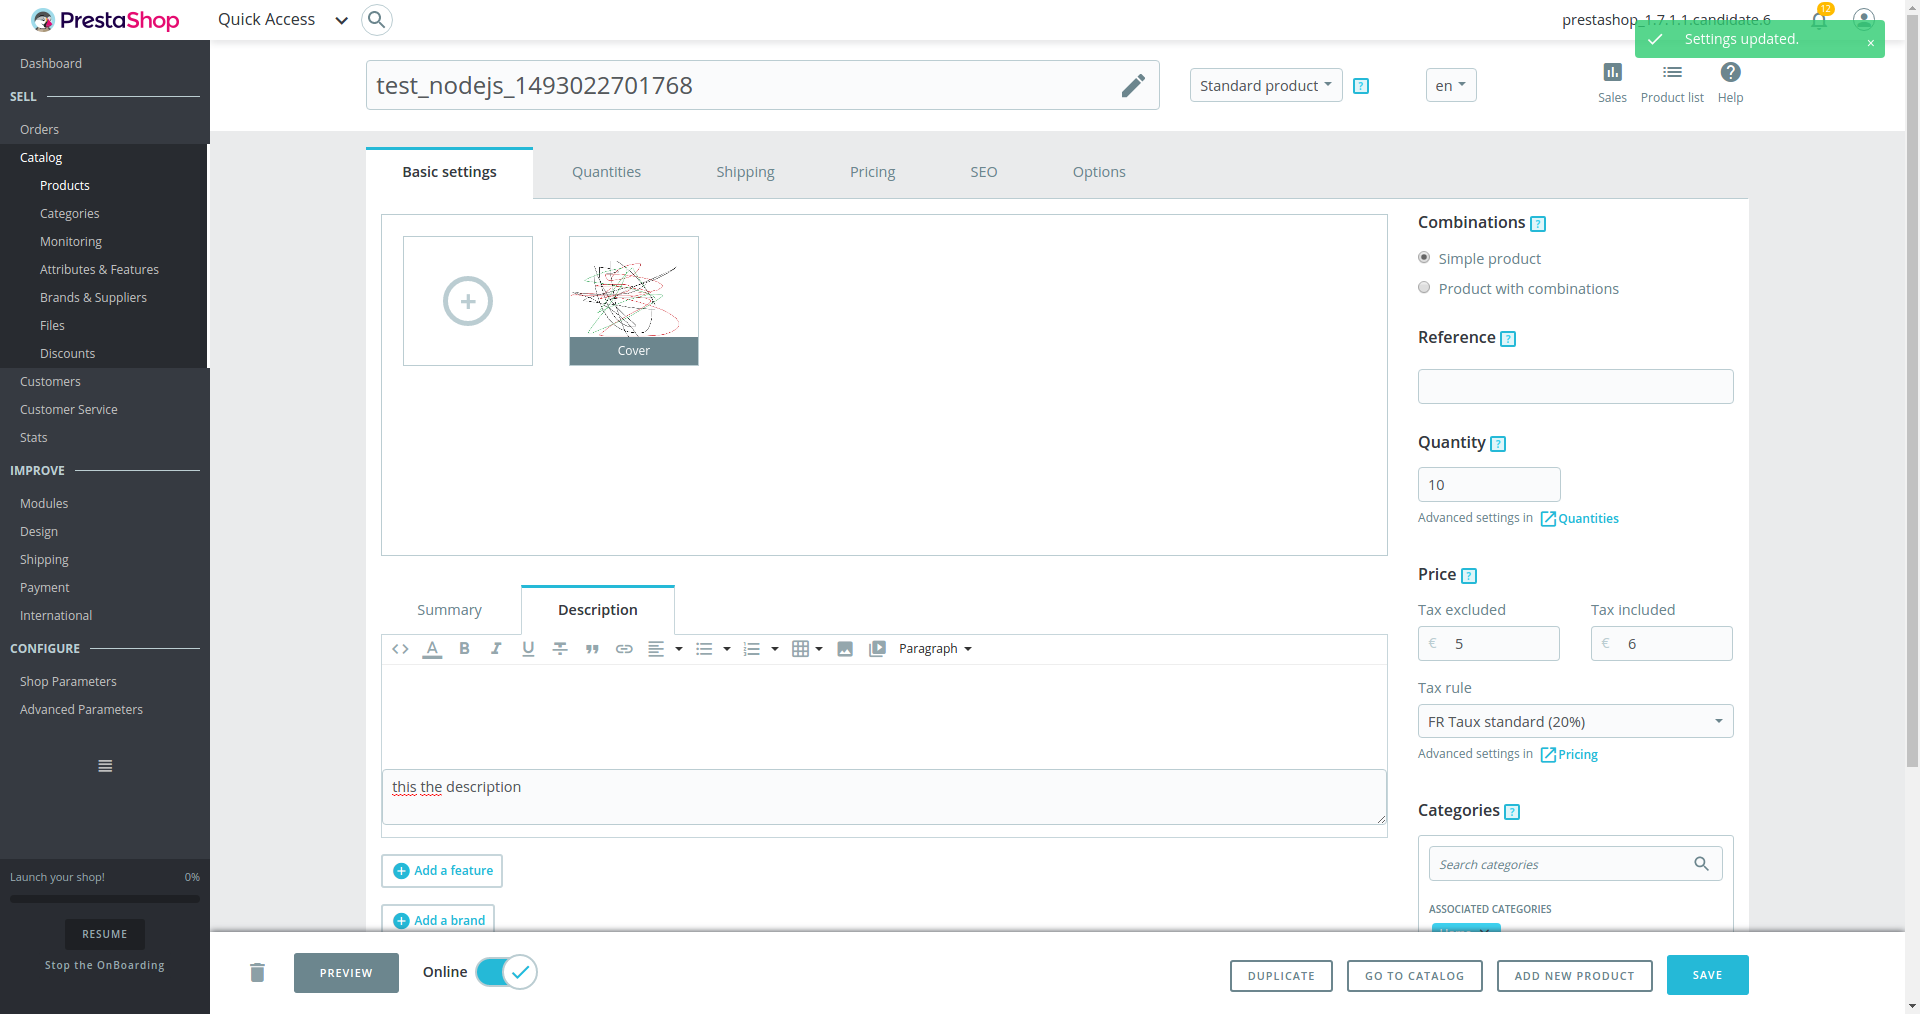 PrestaShop
Quick Access
prestashop_1.7.1.1.candidate.6
12
Settings updated.
×
Dashboard
SELL
Orders
Catalog
Products
Categories
Monitoring
Attributes & Features
Brands & Suppliers
Files
Discounts
Customers
Customer Service
Stats
IMPROVE
Modules
Design
Shipping
Payment
International
CONFIGURE
Shop Parameters
Advanced Parameters
Launch your shop! 0%
RESUME
Stop the OnBoarding
test_nodejs_1493022701768
Standard product
?
en
Sales
Product list
Help
Basic settings
Quantities
Shipping
Pricing
SEO
Options
Cover
Summary
Description
Paragraph
this the description
Add a feature
Add a brand
Combinations ?
Simple product
Product with combinations
Reference ?
Quantity ?
10
Advanced settings in Quantities
Price ?
Tax excluded Tax included
€ 5 € 6
Tax rule
FR Taux standard (20%)
Advanced settings in Pricing
Categories ?
Search categories
ASSOCIATED CATEGORIES
PREVIEW
Online
DUPLICATE
GO TO CATALOG
ADD NEW PRODUCT
SAVE